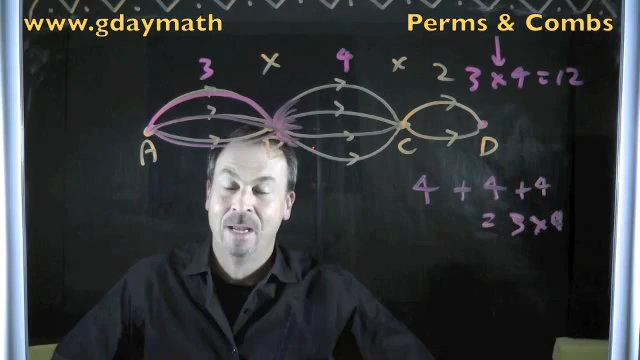 www.gdaymath
Perms & Combs
3 x 4 x 2
3 x 4 = 12
A B C D
4 + 4 + 4
= 3 x 4